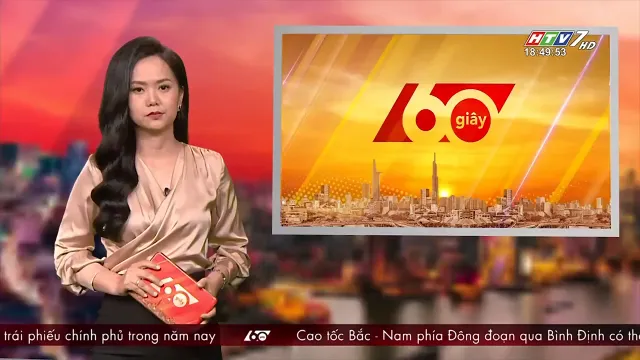 HTV7 HD
18:49:53
60 giây
trái phiếu chính phủ trong năm nay 60 Cao tốc Bắc - Nam phía Đông đoạn qua Bình Định có thể